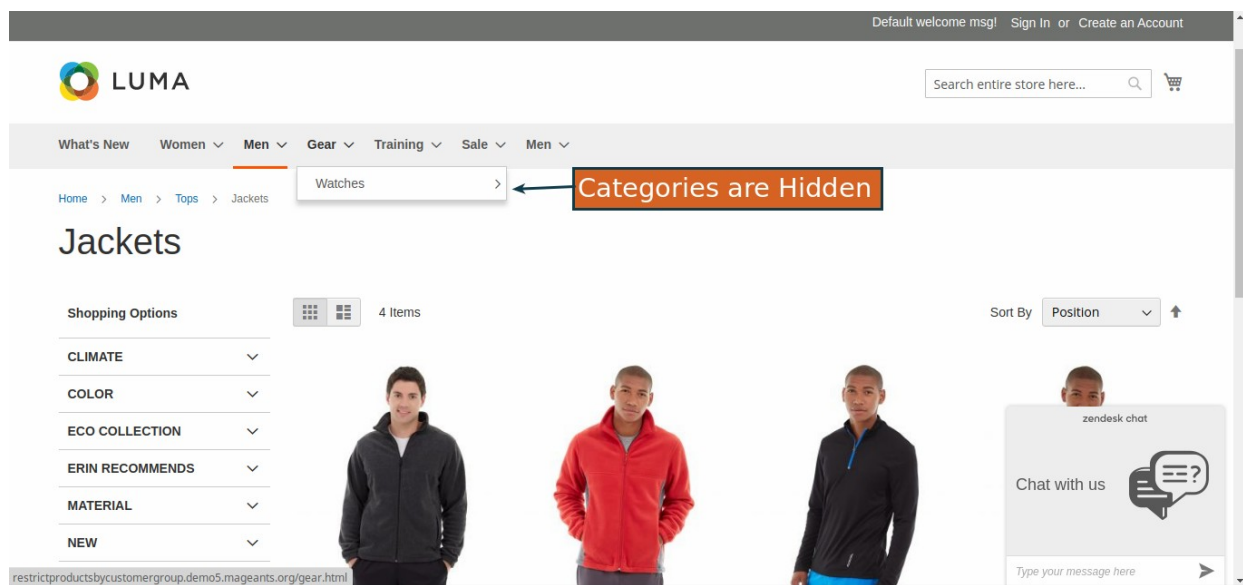 Default welcome msg! Sign In or Create an Account
LUMA
Search entire store here...
What's New Women Men Gear Training Sale Men
Watches
Categories are Hidden
Home > Men > Tops > Jackets
Jackets
Shopping Options
4 Items
Sort By Position
CLIMATE
COLOR
ECO COLLECTION
ERIN RECOMMENDS
MATERIAL
NEW
zendesk chat
==?
Chat with us
Type your message here
restrictproductsbycustomergroup.demo5.mageants.org/gear.html